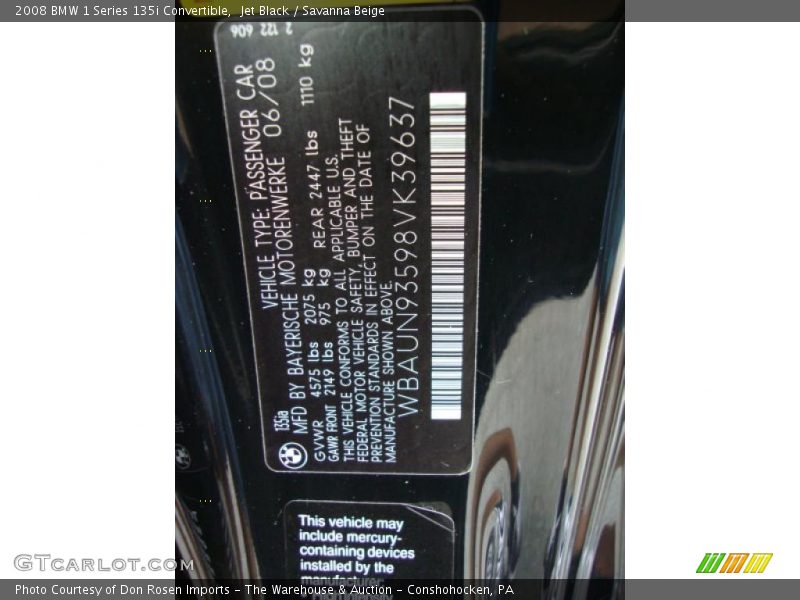 2008 BMW 1 Series 135i Convertible,  Jet Black / Savanna Beige
2 122 606
135ia
VEHICLE TYPE: PASSENGER CAR
MFD BY BAYERISCHE MOTORENWERKE 06/08
GVWR 4575 lbs 2075 kg
GAWR FRONT 2149 lbs 975 kg REAR 2447 lbs 1110 kg
THIS VEHICLE CONFORMS TO ALL APPLICABLE U.S.
FEDERAL MOTOR VEHICLE SAFETY, BUMPER AND THEFT
PREVENTION STANDARDS IN EFFECT ON THE DATE OF
MANUFACTURE SHOWN ABOVE.
WBAUN93598VK39637
This vehicle may
include mercury-
containing devices
installed by the
manufacturer:
GTCarLot.com
Photo Courtesy of Don Rosen Imports - The Warehouse & Auction - Conshohocken, PA